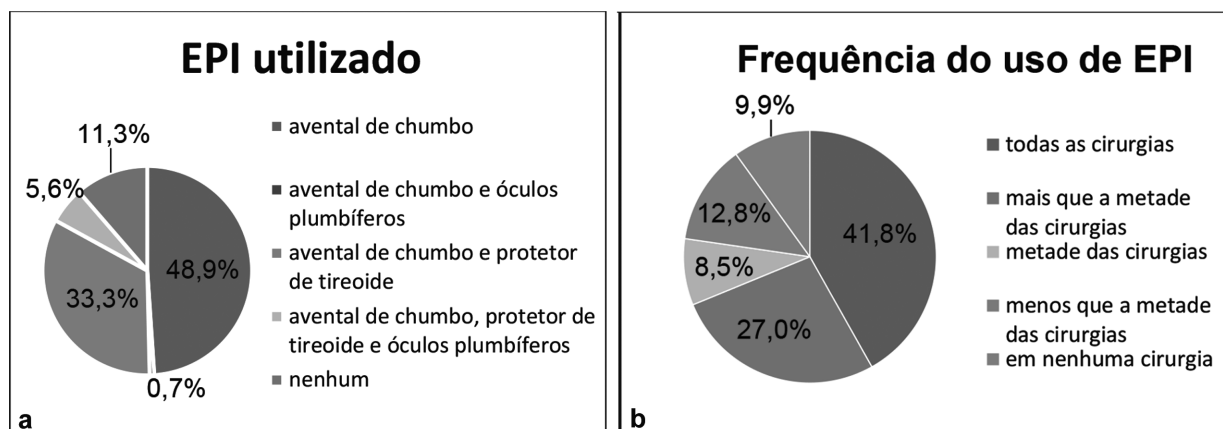 EPI utilizado
11,3%
5,6%
48,9%
33,3%
0,7%
avental de chumbo
avental de chumbo e óculos
plumbíferos
avental de chumbo e protetor
de tireoide
avental de chumbo, protetor de
tireoide e óculos plumbíferos
nenhum
a
Frequência do uso de EPI
9,9%
12,8%
41,8%
8,5%
27,0%
todas as cirurgias
mais que a metade
das cirurgias
metade das cirurgias
menos que a metade
das cirurgias
em nenhuma cirurgia
b